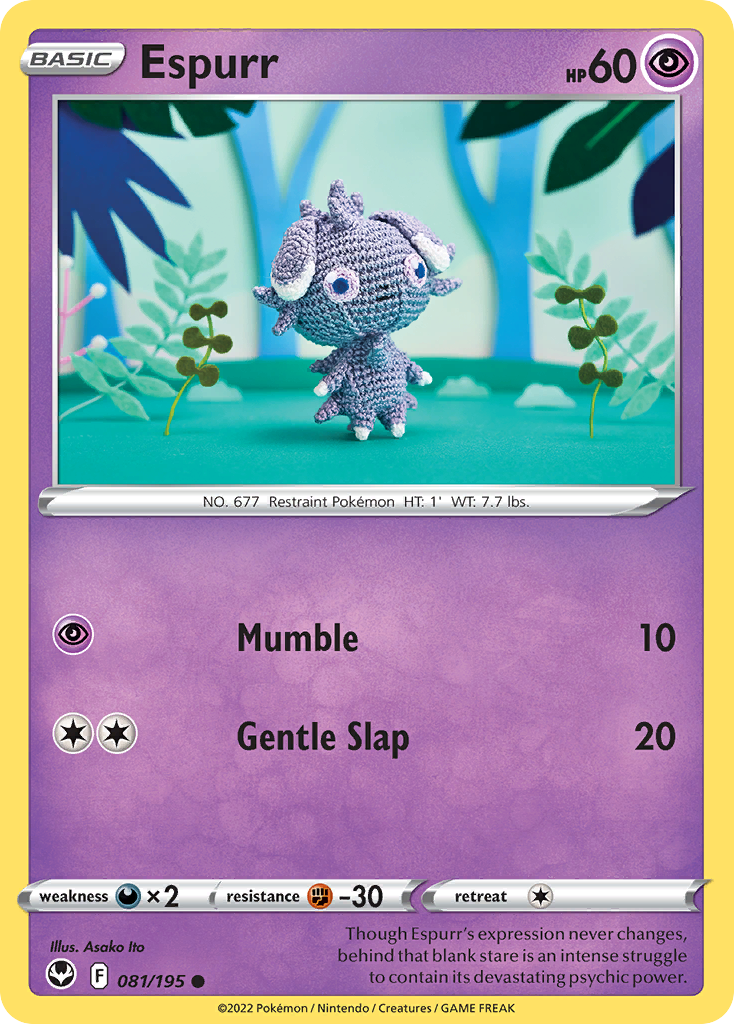 BASIC Espurr HP60
NO. 677 Restraint Pokémon HT: 1' WT: 7.7 lbs.
Mumble 10
Gentle Slap 20
weakness ×2 resistance -30 retreat
Illus. Asako Ito
F 081/195
Though Espurr's expression never changes,
behind that blank stare is an intense struggle
to contain its devastating psychic power.
©2022 Pokémon / Nintendo / Creatures / GAME FREAK